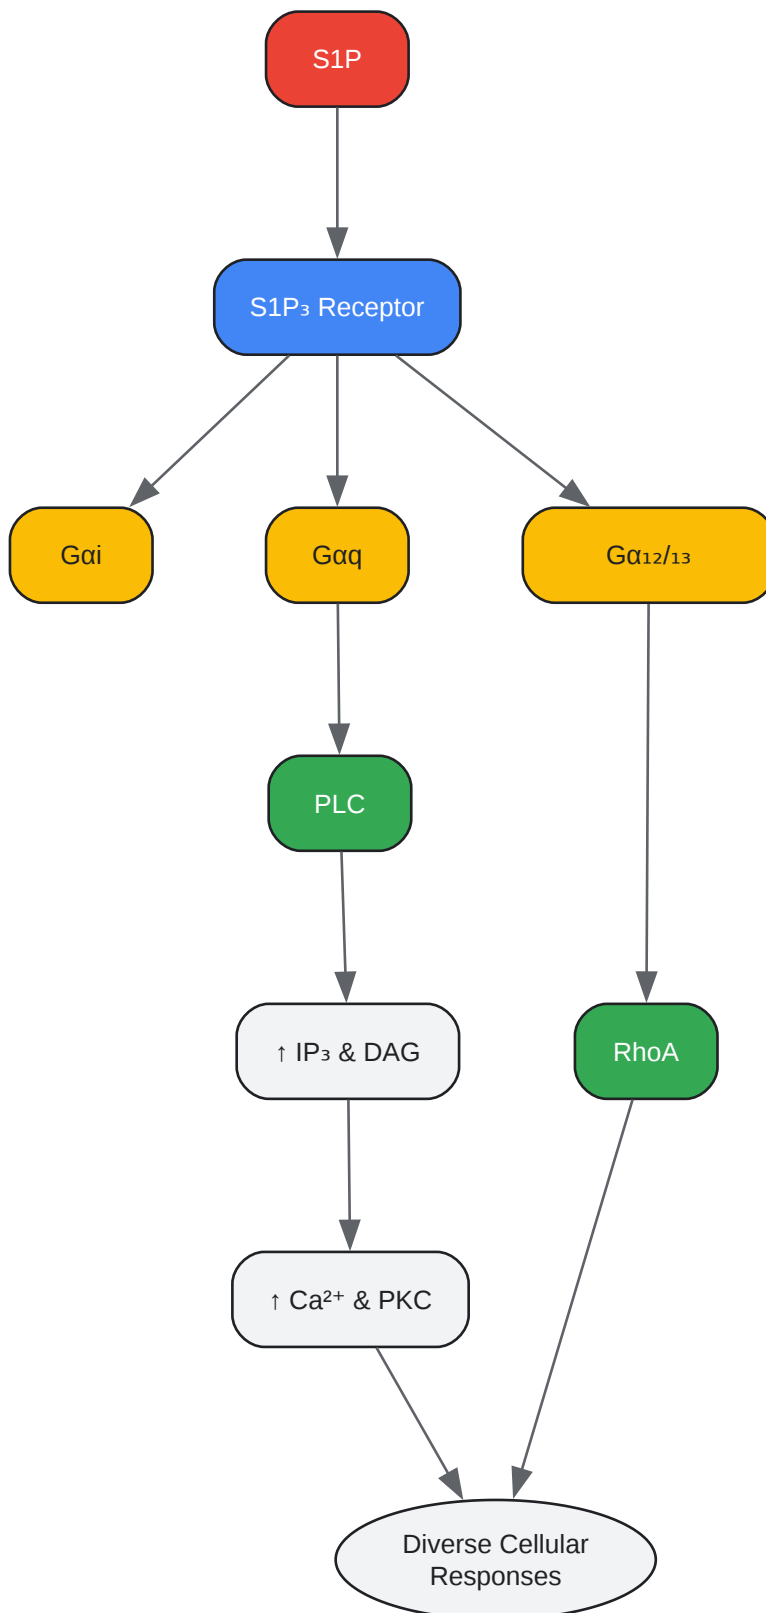 S1P
S1P₃ Receptor
Gαi
Gαq
Gα₁₂/₁₃
PLC
↑ IP₃ & DAG
RhoA
↑ Ca²⁺ & PKC
Diverse Cellular
Responses